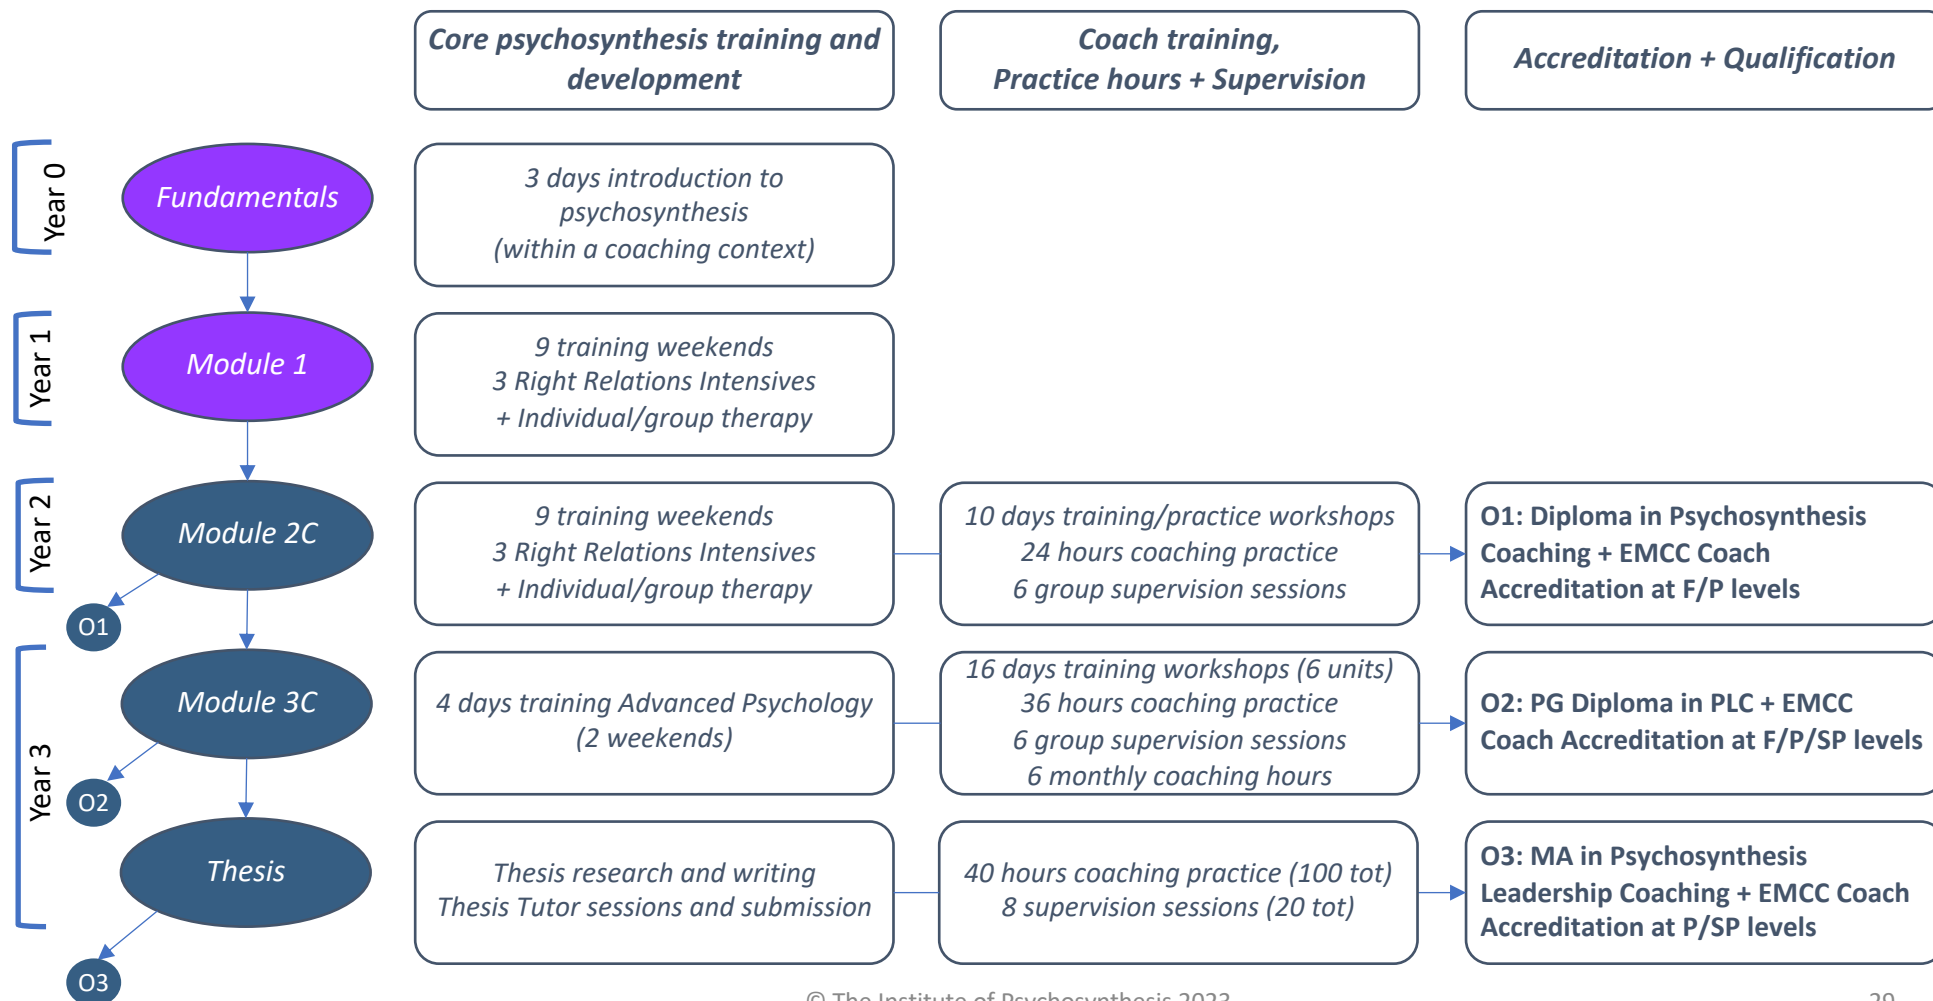 Core psychosynthesis training and
development
Coach training,
Practice hours + Supervision
Accreditation + Qualification
Year 0
Fundamentals
3 days introduction to
psychosynthesis
(within a coaching context)
Year 1
Module 1
9 training weekends
3 Right Relations Intensives
+ Individual/group therapy
Year 2
Module 2C
9 training weekends
3 Right Relations Intensives
+ Individual/group therapy
10 days training/practice workshops
24 hours coaching practice
6 group supervision sessions
O1: Diploma in Psychosynthesis
Coaching + EMCC Coach
Accreditation at F/P levels
O1
Year 3
Module 3C
4 days training Advanced Psychology
(2 weekends)
16 days training workshops (6 units)
36 hours coaching practice
6 group supervision sessions
6 monthly coaching hours
O2: PG Diploma in PLC + EMCC
Coach Accreditation at F/P/SP levels
O2
Thesis
Thesis research and writing
Thesis Tutor sessions and submission
40 hours coaching practice (100 tot)
8 supervision sessions (20 tot)
O3: MA in Psychosynthesis
Leadership Coaching + EMCC Coach
Accreditation at P/SP levels
O3
© The Institute of Psychosynthesis 2023
29